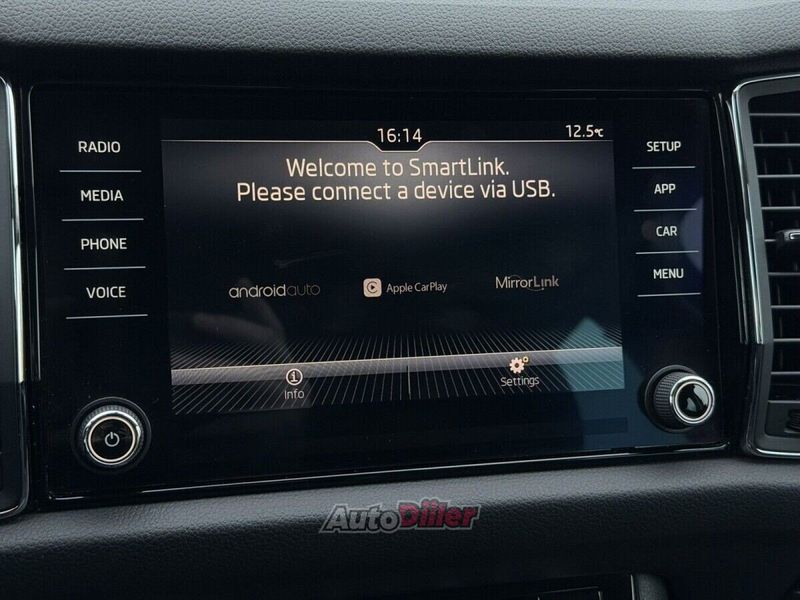 16:14
12.5°C
RADIO
MEDIA
PHONE
VOICE
Welcome to SmartLink.
Please connect a device via USB.
androidauto
Apple CarPlay
MirrorLink
Info
Settings
SETUP
APP
CAR
MENU
AutoDiler